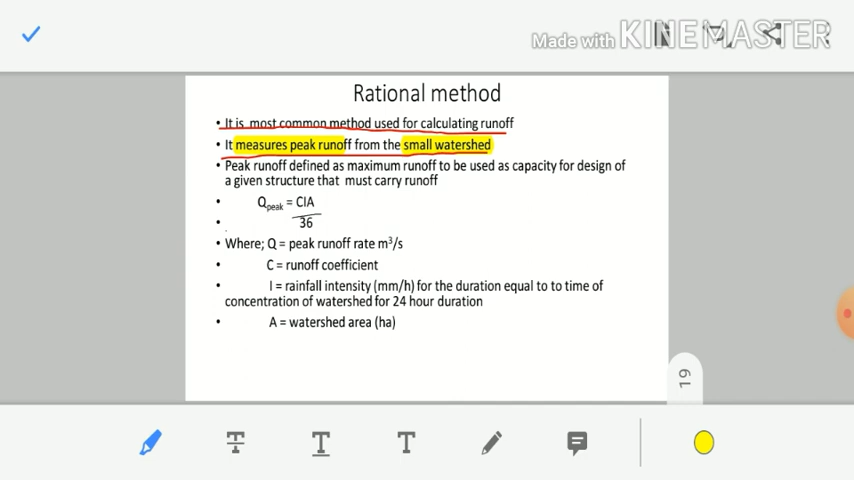 Made with KINEMASTER
Rational method
• It is most common method used for calculating runoff
• It measures peak runoff from the small watershed
• Peak runoff defined as maximum runoff to be used as capacity for design of
a given structure that must carry runoff
• Qpeak = CIA
• 36
• Where; Q = peak runoff rate m³/s
• C = runoff coefficient
• I = rainfall intensity (mm/h) for the duration equal to to time of
concentration of watershed for 24 hour duration
• A = watershed area (ha)
19
T T T